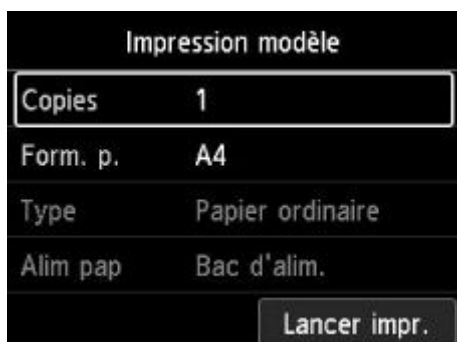 Impression modèle
Copies 1
Form. p. A4
Type Papier ordinaire
Alim pap Bac d'alim.
Lancer impr.